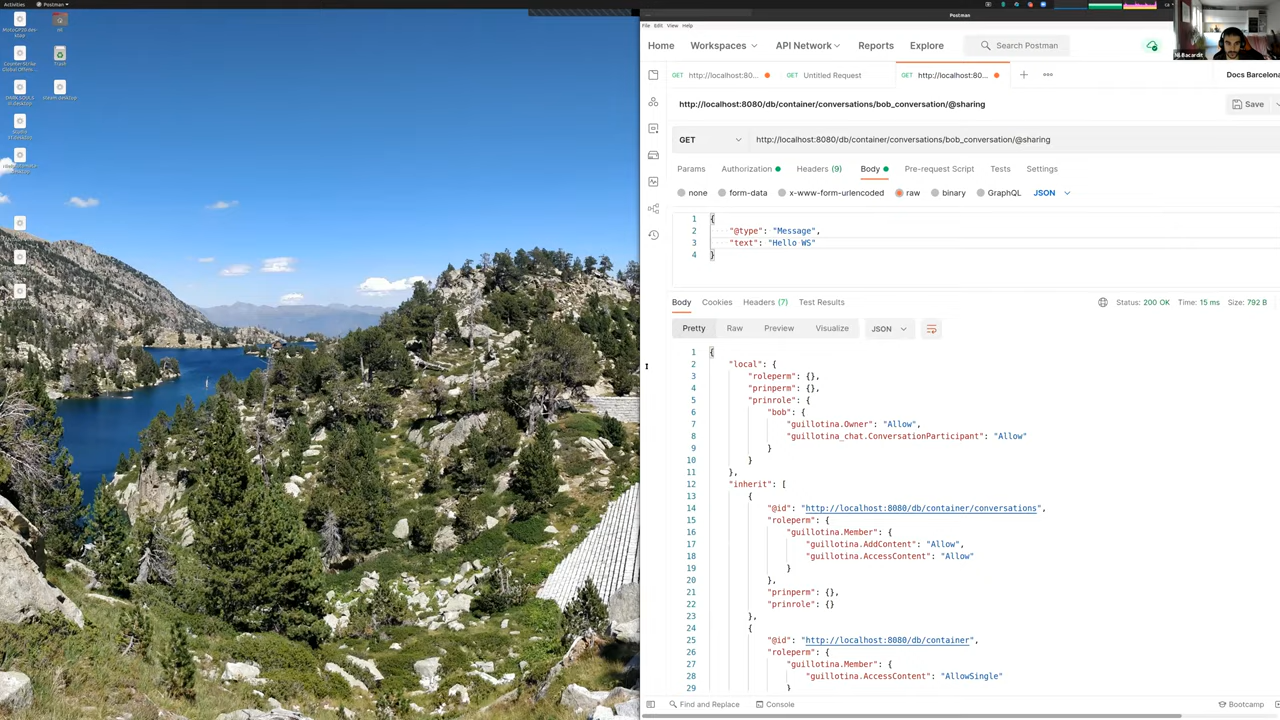 Activities Postman
Postman
File Edit View Help
Trash
Home Workspaces API Network Reports Explore Search Postman
GET http://localhost:80... GET Untitled Request GET http://localhost:80... Docs Barcelona
http://localhost:8080/db/container/conversations/bob_conversation/@sharing Save
GET http://localhost:8080/db/container/conversations/bob_conversation/@sharing
Params Authorization Headers (9) Body Pre-request Script Tests Settings
none form-data x-www-form-urlencoded raw binary GraphQL JSON
1 {
2 "@type": "Message",
3 "text": "Hello WS"
4 }
Body Cookies Headers (7) Test Results Status: 200 OK Time: 15 ms Size: 792 B
Pretty Raw Preview Visualize JSON
1 {
2 "local": {
3 "roleperm": {},
4 "prinperm": {},
5 "prinrole": {
6 "bob": {
7 "guillotina.Owner": "Allow",
8 "guillotina_chat.ConversationParticipant": "Allow"
9 }
10 }
11 },
12 "inherit": [
13 {
14 "@id": "http://localhost:8080/db/container/conversations",
15 "roleperm": {
16 "guillotina.Member": {
17 "guillotina.AddContent": "Allow",
18 "guillotina.AccessContent": "Allow"
19 }
20 },
21 "prinperm": {},
22 "prinrole": {}
23 },
24 {
25 "@id": "http://localhost:8080/db/container",
26 "roleperm": {
27 "guillotina.Member": {
28 "guillotina.AccessContent": "AllowSingle"
29 }
Find and Replace Console Bootcamp